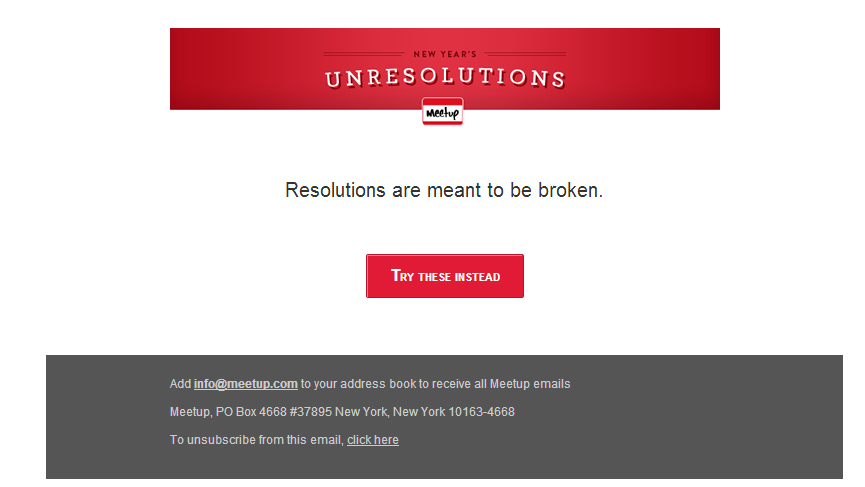 NEW YEAR'S
UNRESOLUTIONS
Meetup
Resolutions are meant to be broken.
TRY THESE INSTEAD
Add info@meetup.com to your address book to receive all Meetup emails
Meetup, PO Box 4668 #37895 New York, New York 10163-4668
To unsubscribe from this email, click here